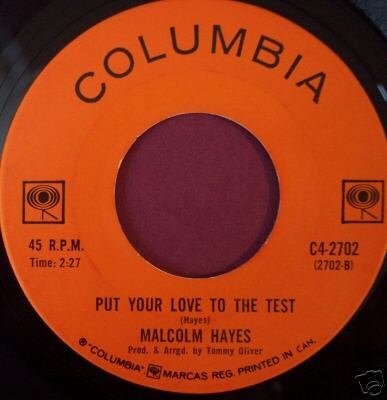 COLUMBIA
45 R.P.M.
Time: 2:27
C4-2702
(2702-B)
PUT YOUR LOVE TO THE TEST
(Hayes)
MALCOLM HAYES
Prod. & Arrgd. by Tommy Oliver
® "COLUMBIA", MARCAS REG. PRINTED IN CAN.